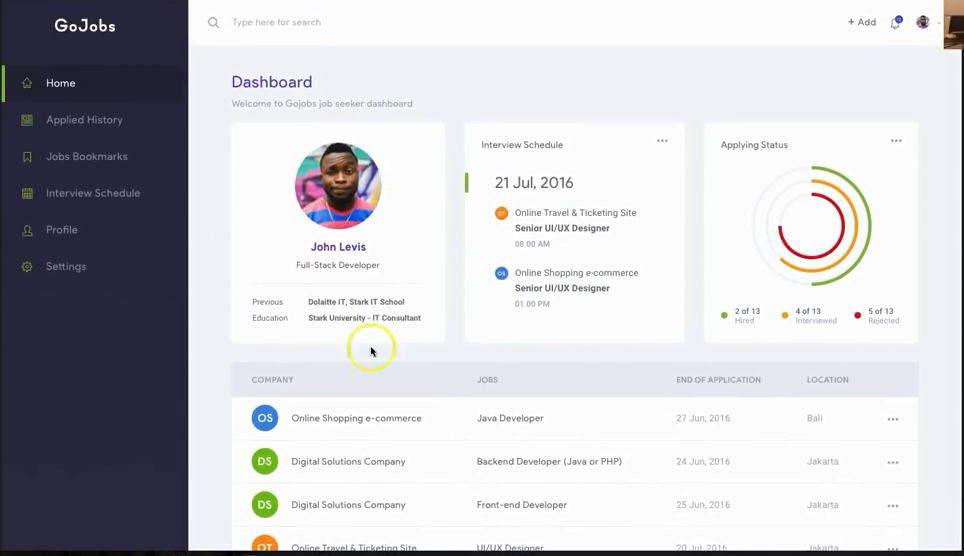 GoJobs
Type here for search
+ Add
Home
Applied History
Jobs Bookmarks
Interview Schedule
Profile
Settings
Dashboard
Welcome to Gojobs job seeker dashboard
John Levis
Full-Stack Developer
Previous Dolaitte IT, Stark IT School
Education Stark University - IT Consultant
Interview Schedule
21 Jul, 2016
OT Online Travel & Ticketing Site
Senior UI/UX Designer
08.00 AM
OS Online Shopping e-commerce
Senior UI/UX Designer
01.00 PM
Applying Status
2 of 13 4 of 13 5 of 13
Hired Interviewed Rejected
COMPANY JOBS END OF APPLICATION LOCATION
OS Online Shopping e-commerce Java Developer 27 Jun, 2016 Bali
DS Digital Solutions Company Backend Developer (Java or PHP) 24 Jun, 2016 Jakarta
DS Digital Solutions Company Front-end Developer 25 Jun, 2016 Jakarta
OT Online Travel & Ticketing Site UI/UX Designer 20 Jul, 2016 Jakarta